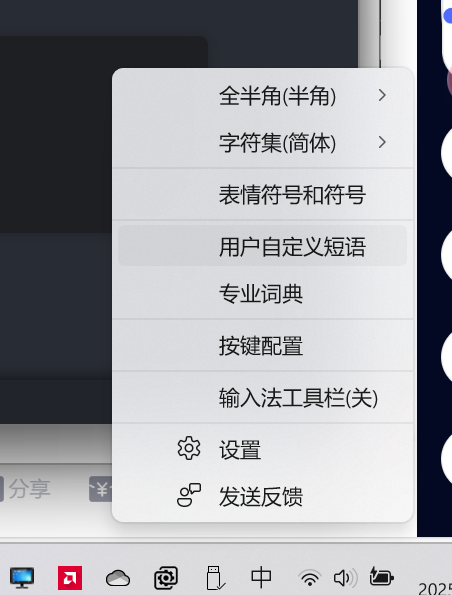 全半角(半角)
字符集(简体)
表情符号和符号
用户自定义短语
专业词典
按键配置
输入法工具栏(关)
设置
发送反馈
分享
中